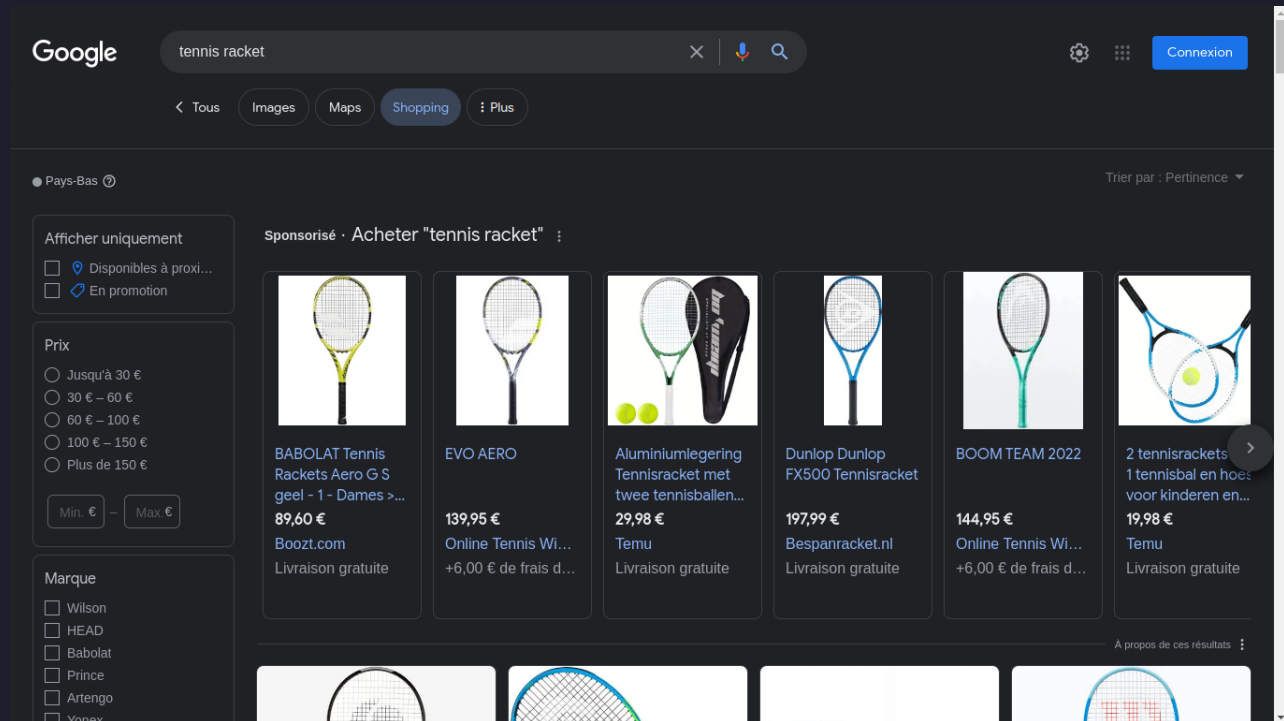 Google
tennis racket
Connexion
Tous
Images
Maps
Shopping
Plus
Pays-Bas
Trier par : Pertinence
Afficher uniquement
Disponibles à proxi…
En promotion
Prix
Jusqu'à 30 €
30 € – 60 €
60 € – 100 €
100 € – 150 €
Plus de 150 €
Min. € – Max.€
Marque
Wilson
HEAD
Babolat
Prince
Artengo
Yonex
Sponsorisé · Acheter "tennis racket"
BABOLAT Tennis
Rackets Aero G S
geel - 1 - Dames >…
89,60 €
Boozt.com
Livraison gratuite
EVO AERO
139,95 €
Online Tennis Wi…
+6,00 € de frais d…
Aluminiumlegering
Tennisracket met
twee tennisballen…
29,98 €
Temu
Livraison gratuite
Dunlop Dunlop
FX500 Tennisracket
197,99 €
Bespanracket.nl
Livraison gratuite
BOOM TEAM 2022
144,95 €
Online Tennis Wi…
+6,00 € de frais d…
2 tennisrackets
1 tennisbal en hoes
voor kinderen en…
19,98 €
Temu
Livraison gratuite
À propos de ces résultats